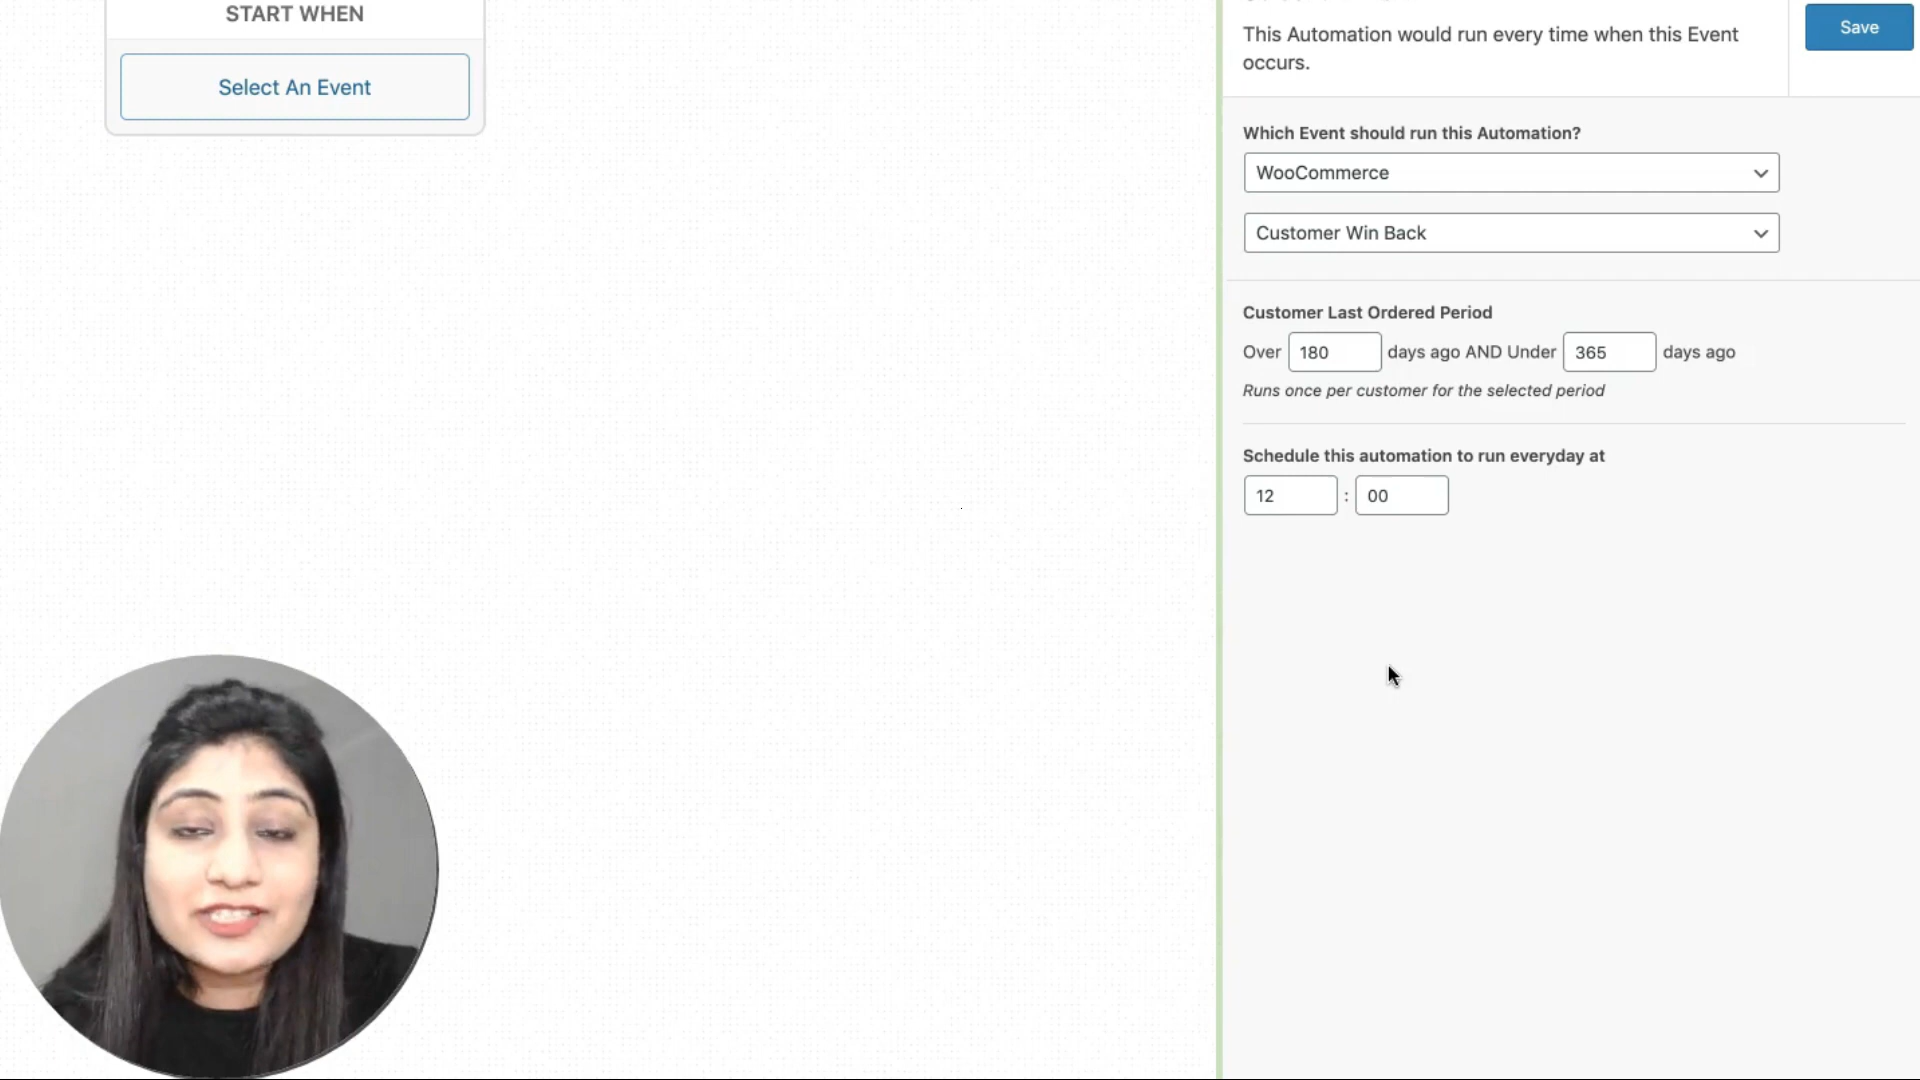 START WHEN
Select An Event
This Automation would run every time when this Event
occurs.
Save
Which Event should run this Automation?
WooCommerce
Customer Win Back
Customer Last Ordered Period
Over 180 days ago AND Under 365 days ago
Runs once per customer for the selected period
Schedule this automation to run everyday at
12 : 00